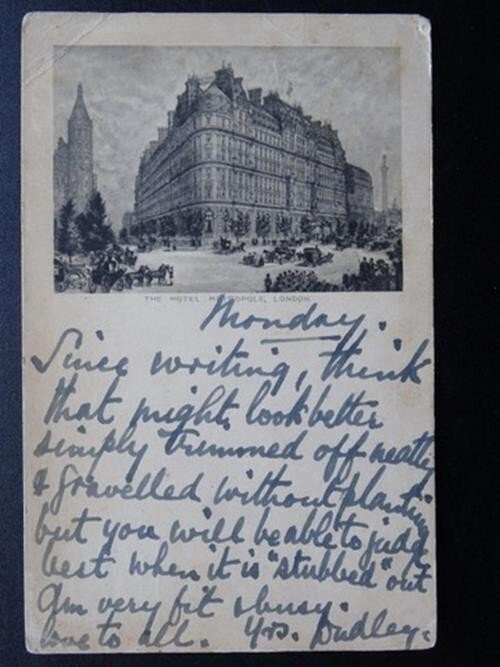 THE HOTEL METROPOLE, LONDON
Monday.
Since writing, think
that might look better
simply trimmed off neatly
& gravelled without planting
but you will be able to judge
best when it is "stubbed" out
Am very fit & busy.
love to all. Yrs. Dudley.